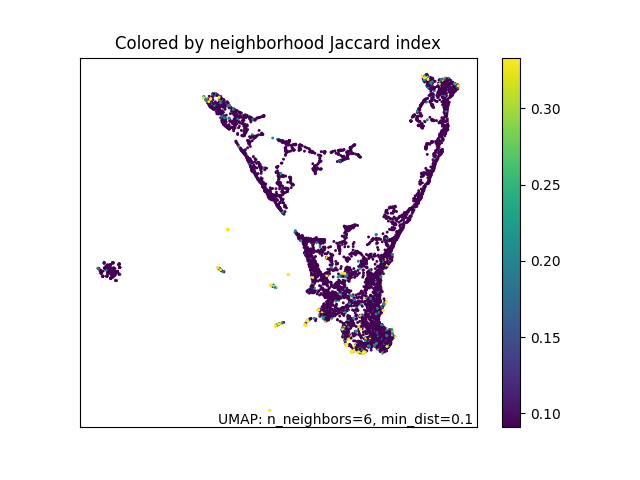 Colored by neighborhood Jaccard index
0.30
0.25
0.20
0.15
0.10
UMAP: n_neighbors=6, min_dist=0.1